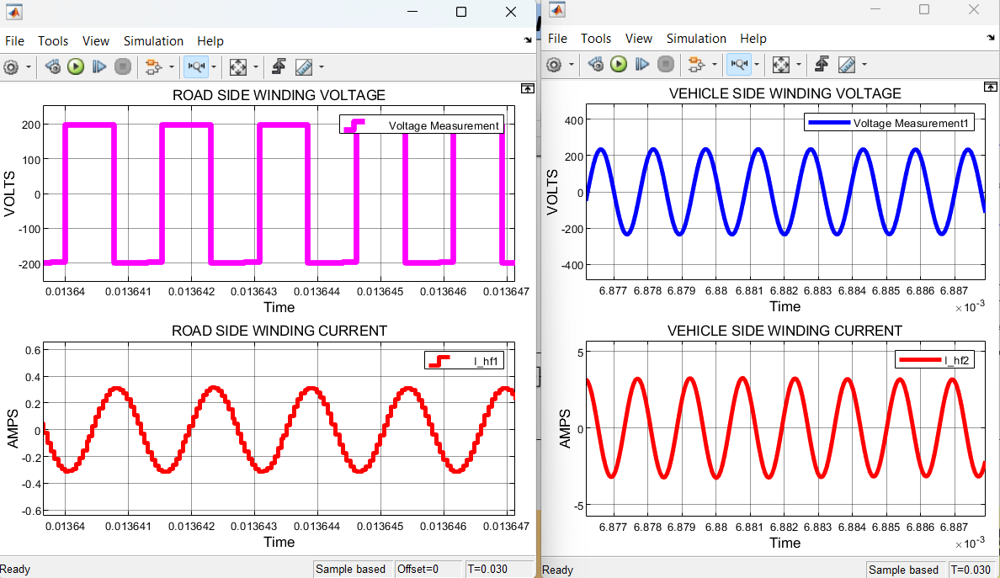 File Tools View Simulation Help
ROAD SIDE WINDING VOLTAGE
Voltage Measurement
VOLTS
200
100
0
-100
-200
0.01364 0.013641 0.013642 0.013643 0.013644 0.013645 0.013646 0.013647
Time
ROAD SIDE WINDING CURRENT
I_hf1
AMPS
0.6
0.4
0.2
0
-0.2
-0.4
-0.6
0.01364 0.013641 0.013642 0.013643 0.013644 0.013645 0.013646 0.013647
Time
Ready Sample based Offset=0 T=0.030
File Tools View Simulation Help
VEHICLE SIDE WINDING VOLTAGE
Voltage Measurement1
VOLTS
400
200
0
-200
-400
6.877 6.878 6.879 6.88 6.881 6.882 6.883 6.884 6.885 6.886 6.887
Time
×10-3
VEHICLE SIDE WINDING CURRENT
I_hf2
AMPS
5
0
-5
6.877 6.878 6.879 6.88 6.881 6.882 6.883 6.884 6.885 6.886 6.887
Time
×10-3
Ready Sample based T=0.030